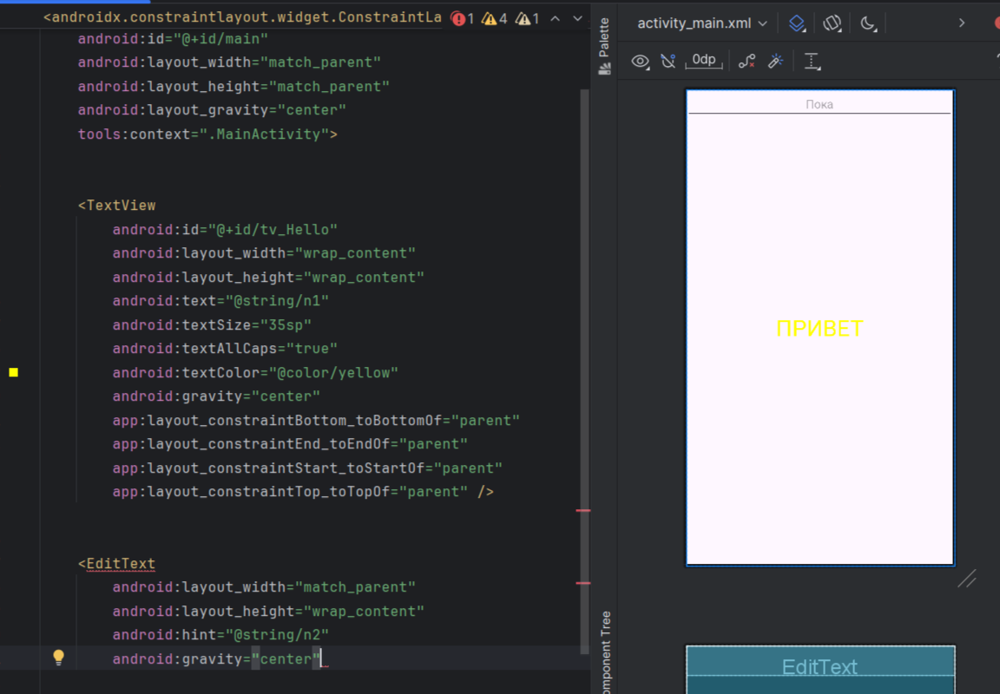 <androidx.constraintlayout.widget.ConstraintLa 1 4 1
android:id="@+id/main"
android:layout_width="match_parent"
android:layout_height="match_parent"
android:layout_gravity="center"
tools:context=".MainActivity">
<TextView
android:id="@+id/tv_Hello"
android:layout_width="wrap_content"
android:layout_height="wrap_content"
android:text="@string/n1"
android:textSize="35sp"
android:textAllCaps="true"
android:textColor="@color/yellow"
android:gravity="center"
app:layout_constraintBottom_toBottomOf="parent"
app:layout_constraintEnd_toEndOf="parent"
app:layout_constraintStart_toStartOf="parent"
app:layout_constraintTop_toTopOf="parent" />
<EditText
android:layout_width="match_parent"
android:layout_height="wrap_content"
android:hint="@string/n2"
android:gravity="center"
Palette
omponent Tree
activity_main.xml
0dp
Пока
ПРИВЕТ
EditText